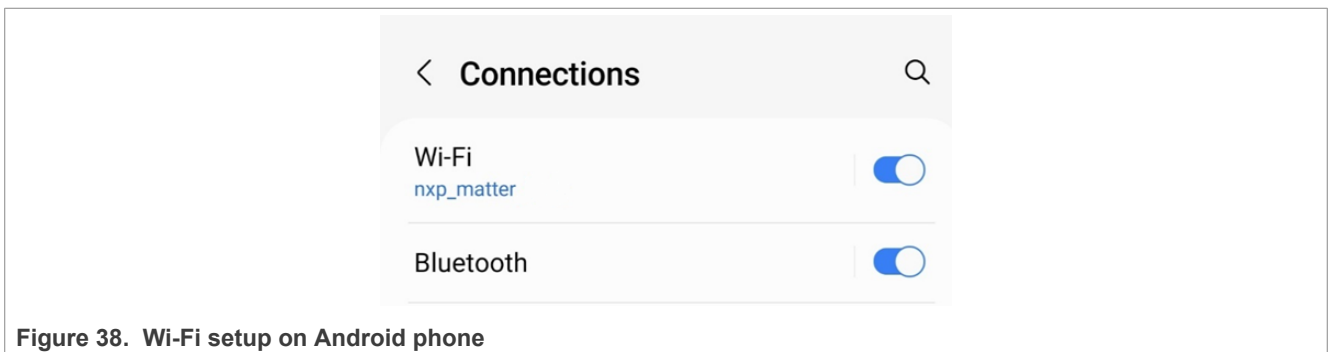 Connections
Wi-Fi
nxp_matter
Bluetooth
Figure 38. Wi-Fi setup on Android phone